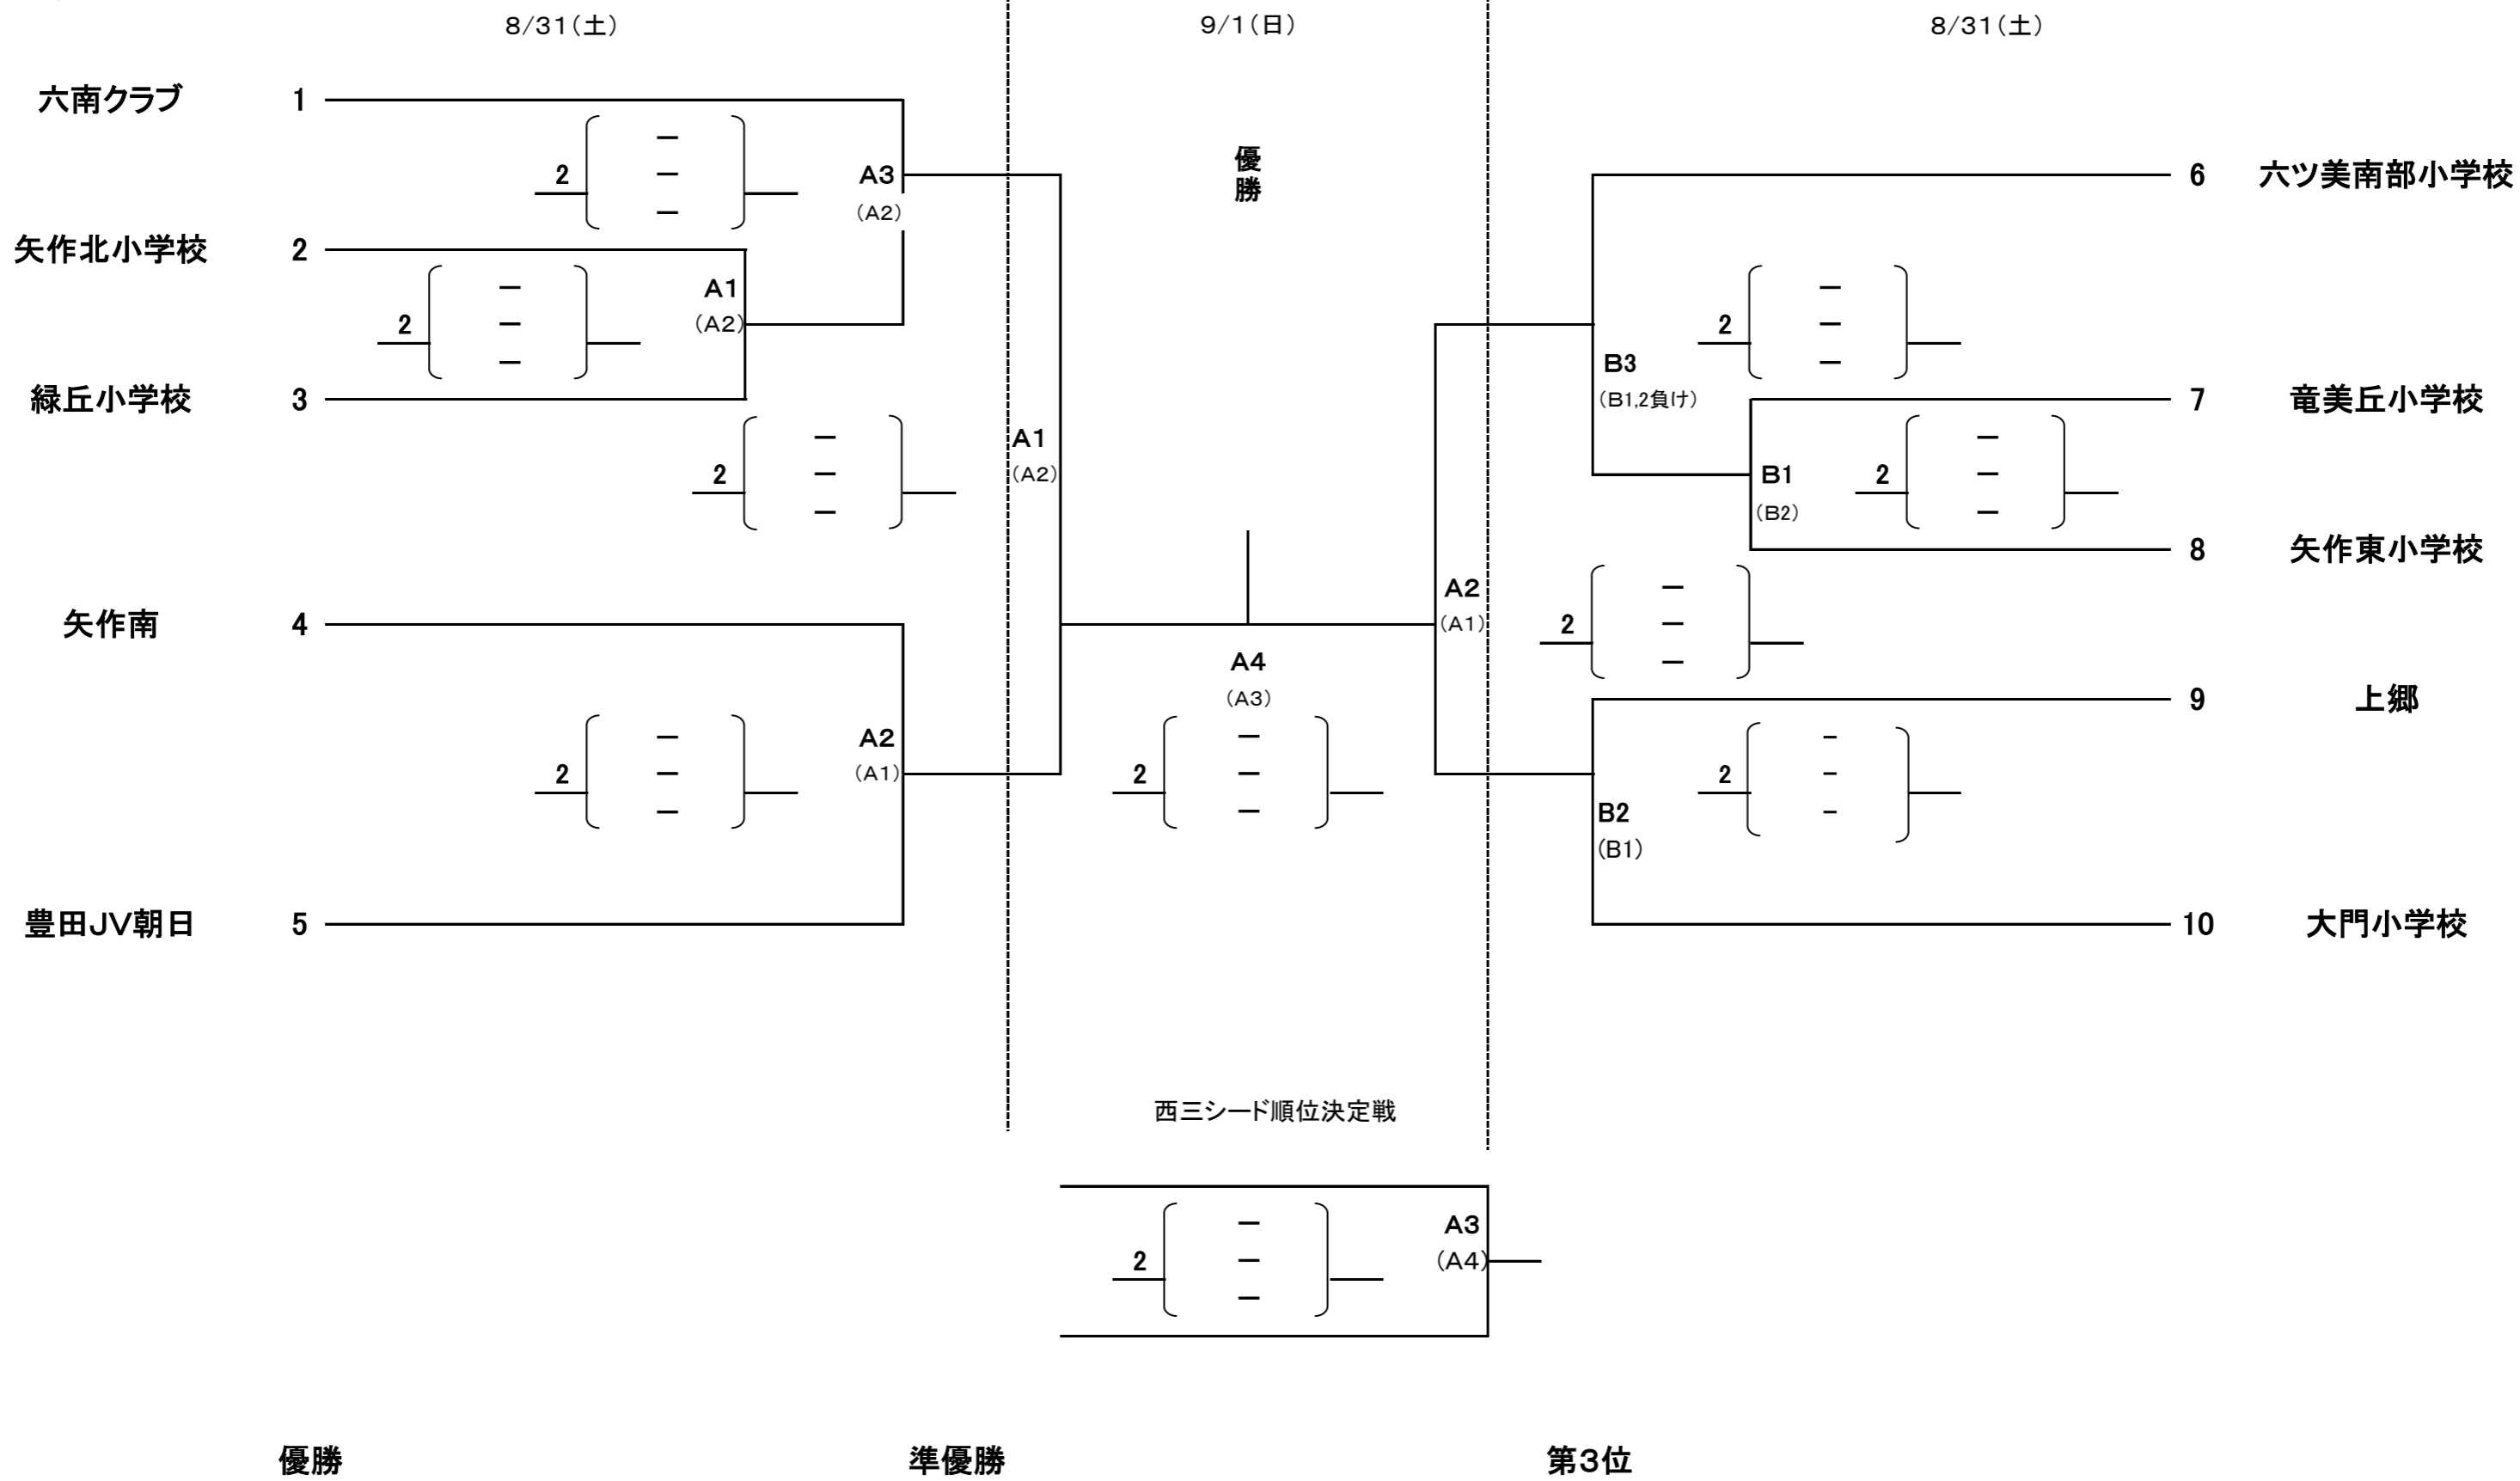 8/31(土)
9/1(日)
8/31(土)
六南クラブ 1
優勝
A3
(A2)
2
－
－
－
6 六ツ美南部小学校
矢作北小学校 2
A1
(A2)
2
－
－
－
B3
(B1,2負け)
2
－
－
－
緑丘小学校 3
7 竜美丘小学校
A1
(A2)
2
－
－
－
B1
(B2)
2
－
－
－
8 矢作東小学校
A2
(A1)
2
－
－
－
矢作南 4
A4
(A3)
2
－
－
－
9 上郷
A2
(A1)
2
－
－
－
B2
(B1)
2
-
-
-
豊田JV朝日 5
10 大門小学校
西三シード順位決定戦
A3
(A4)
2
－
－
－
優勝
準優勝
第3位